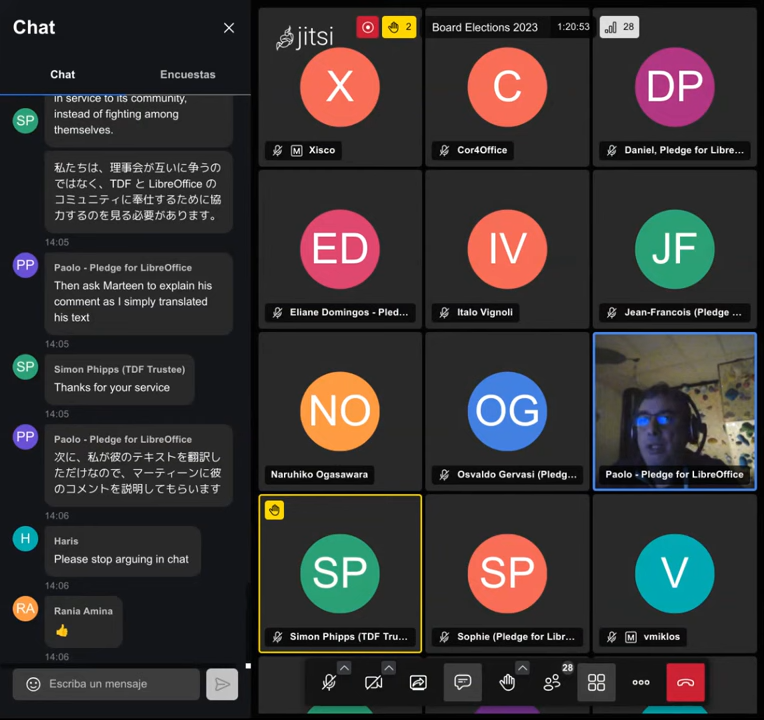 Chat
Chat
Encuestas
SP
in service to its community,
instead of fighting among
themselves.
私たちは、理事会が互いに争うの
ではなく、TDF と LibreOffice の
コミュニティに奉仕するために協
力するのを見る必要があります。
14:05
PP
Paolo - Pledge for LibreOffice
Then ask Marteen to explain his
comment as I simply translated
his text
14:05
SP
Simon Phipps (TDF Trustee)
Thanks for your service
14:05
PP
Paolo - Pledge for LibreOffice
次に、私が彼のテキストを翻訳し
ただけなので、マーティーンに彼
のコメントを説明してもらいます
14:06
H
Haris
Please stop arguing in chat
14:06
RA
Rania Amina
14:06
Escriba un mensaje
jitsi
2
Board Elections 2023
1:20:53
28
X
M
Xisco
C
Cor4Office
DP
Daniel, Pledge for Libre...
ED
Eliane Domingos - Pled...
IV
Italo Vignoli
JF
Jean-Francois (Pledge ...
NO
Naruhiko Ogasawara
OG
Osvaldo Gervasi (Pledg...
Paolo - Pledge for LibreOffice
SP
Simon Phipps (TDF Tru...
SP
Sophie (Pledge for Libr...
V
M
vmiklos
28